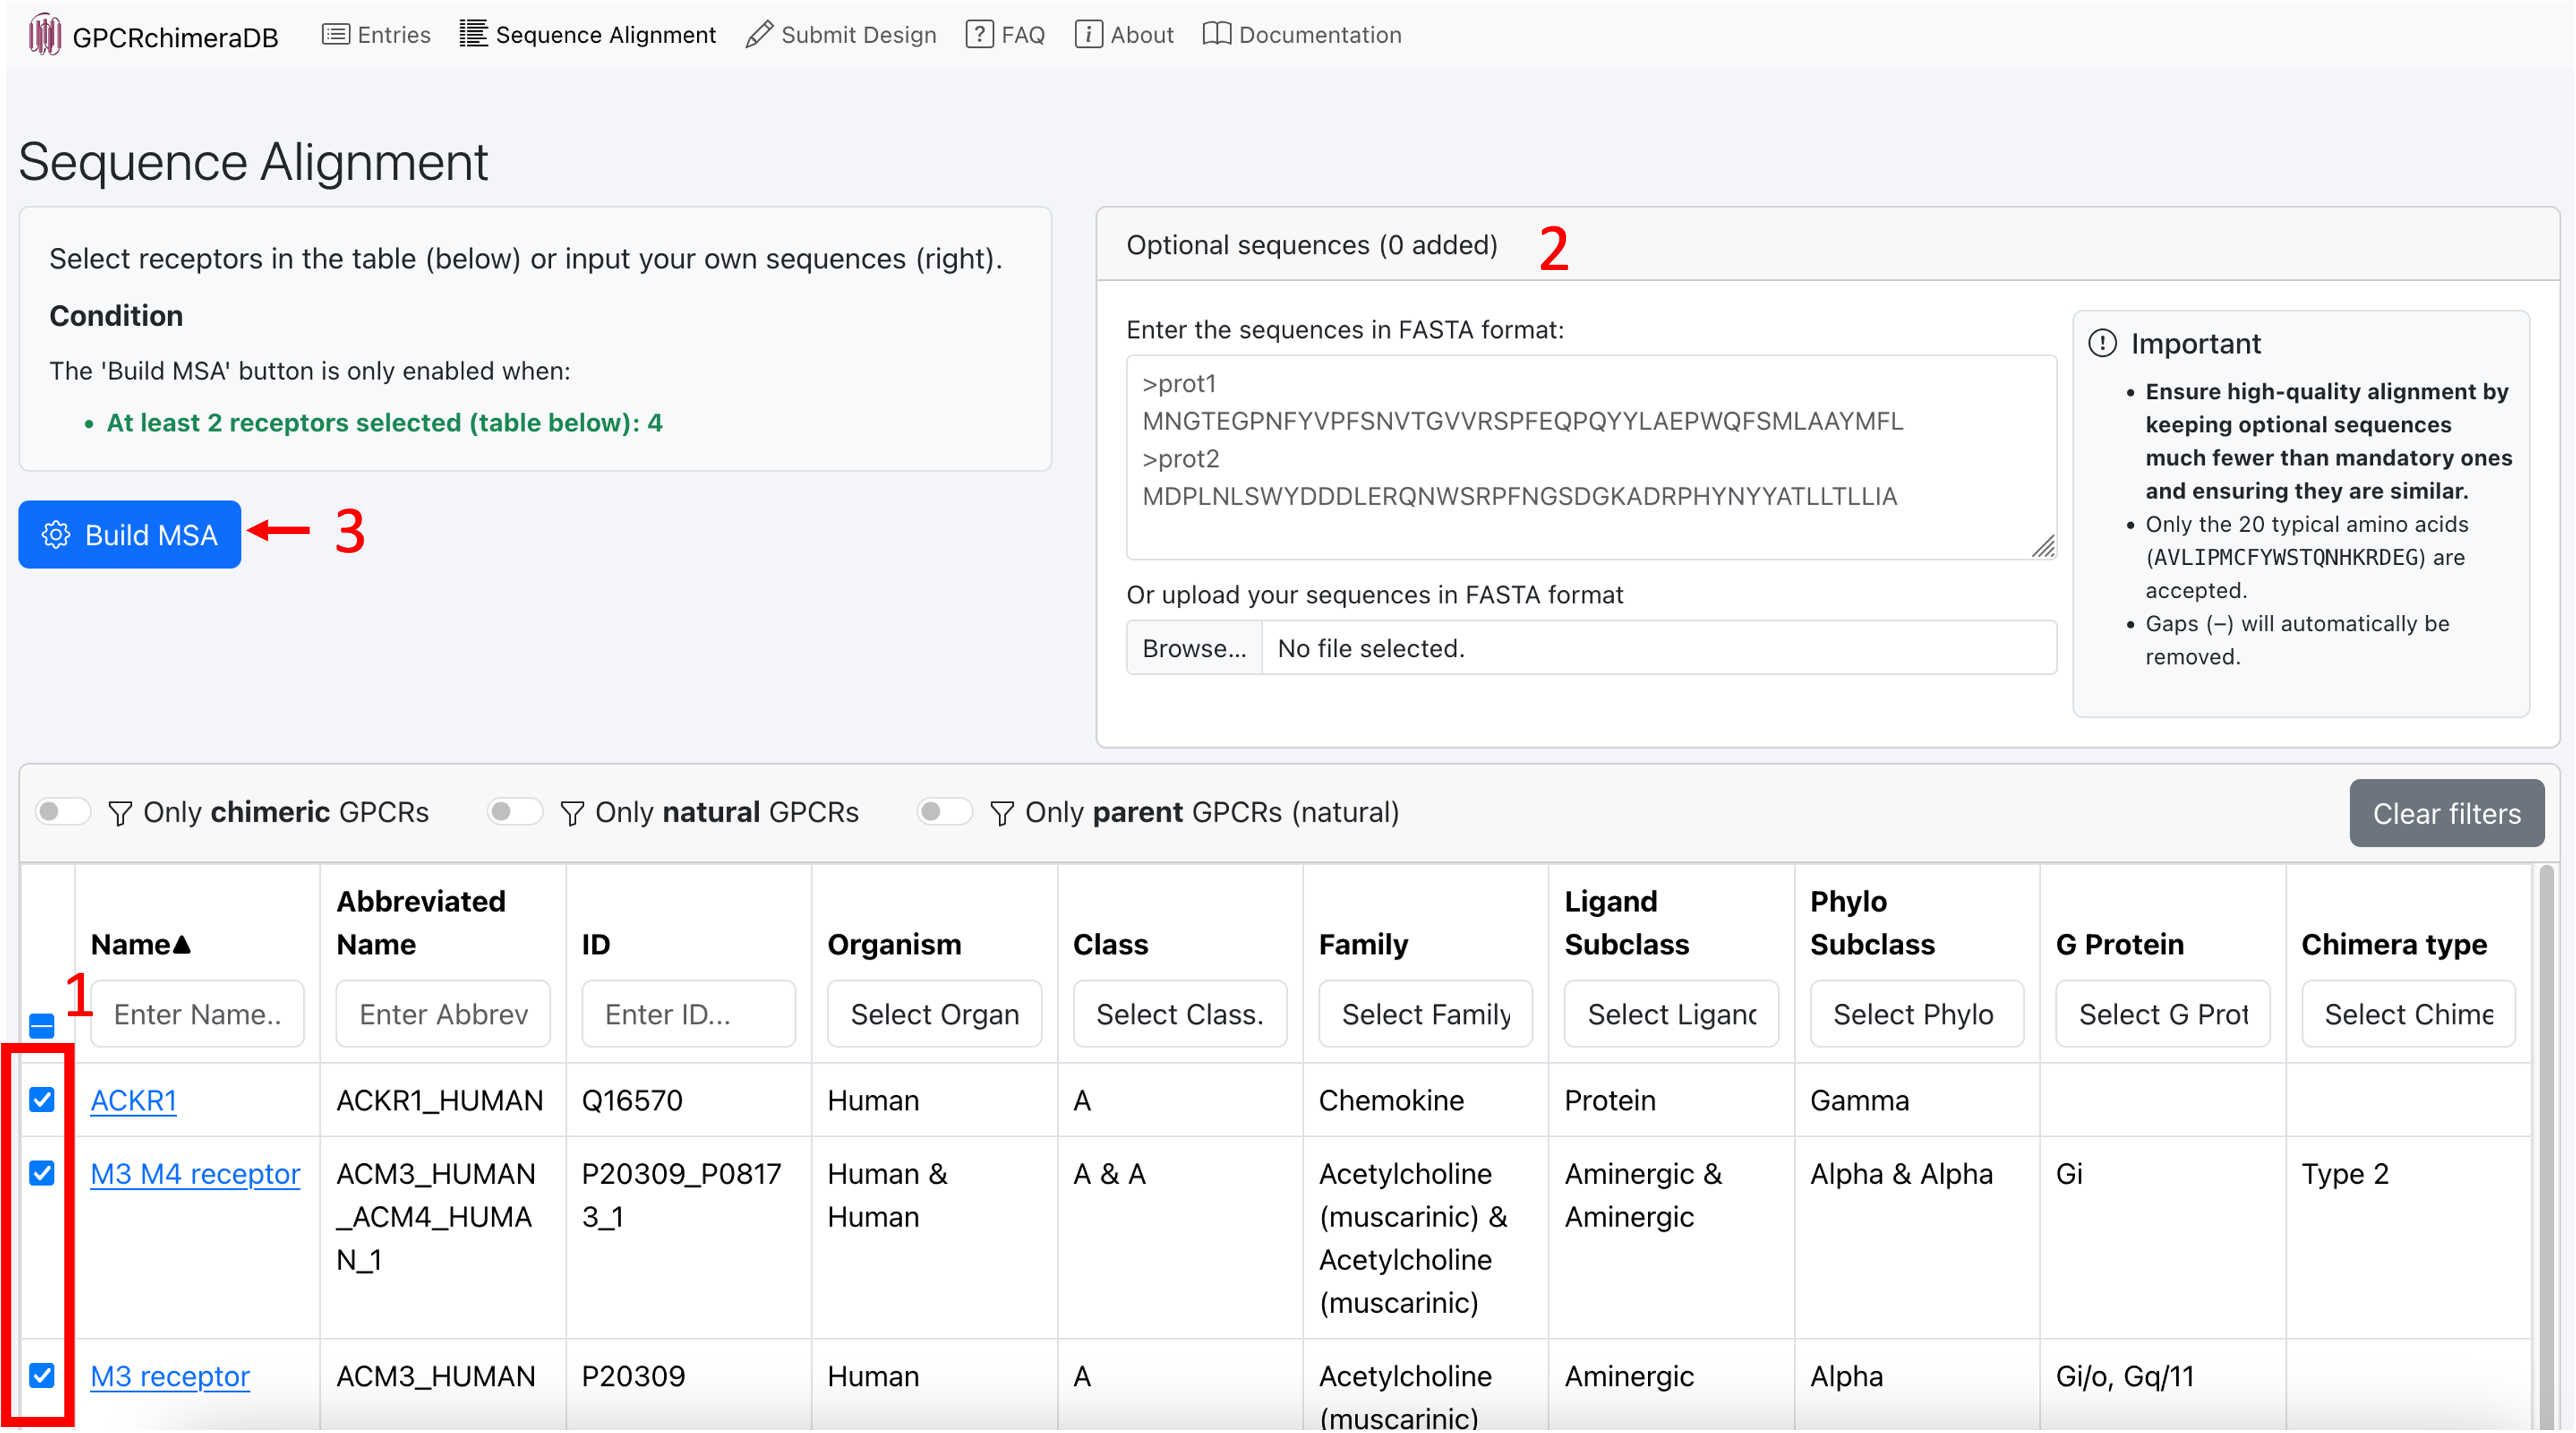 GPCRchimeraDB Entries Sequence Alignment Submit Design ? FAQ i About Documentation
Sequence Alignment
Select receptors in the table (below) or input your own sequences (right).
Condition
The 'Build MSA' button is only enabled when:
• At least 2 receptors selected (table below): 4
Build MSA
3
Optional sequences (0 added) 2
Enter the sequences in FASTA format:
>prot1
MNGTEGPNFYVPFSNVTGVVRSPFEQPQYYLAEPWQFSMLAAYMFL
>prot2
MDPLNLSWYDDDLERQNWSRPFNGSDGKADRPHYNYYATLLTLLIA
Or upload your sequences in FASTA format
Browse... No file selected.
! Important
• Ensure high-quality alignment by
keeping optional sequences
much fewer than mandatory ones
and ensuring they are similar.
• Only the 20 typical amino acids
(AVLIPMCFYWSTQNHKRDEG) are
accepted.
• Gaps (–) will automatically be
removed.
Only chimeric GPCRs Only natural GPCRs Only parent GPCRs (natural) Clear filters
Name▲
Abbreviated
Name
ID
Organism
Class
Family
Ligand
Subclass
Phylo
Subclass
G Protein
Chimera type
1
Enter Name.. Enter Abbrev Enter ID... Select Organ Select Class. Select Family Select Liganc Select Phylo Select G Prot Select Chime
ACKR1 ACKR1_HUMAN Q16570 Human A Chemokine Protein Gamma
M3 M4 receptor ACM3_HUMAN P20309_P0817 Human & A & A Acetylcholine Aminergic & Alpha & Alpha Gi Type 2
_ACM4_HUMA 3_1 Human (muscarinic) & Aminergic
N_1 Acetylcholine
(muscarinic)
M3 receptor ACM3_HUMAN P20309 Human A Acetylcholine Aminergic Alpha Gi/o, Gq/11
(muscarinic)